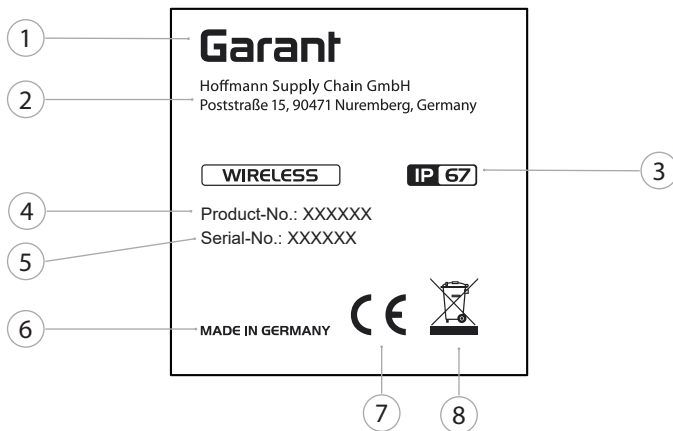 1
Garant
2
Hoffmann Supply Chain GmbH
Poststraße 15, 90471 Nuremberg, Germany
WIRELESS
IP 67
3
4
Product-No.: XXXXXX
5
Serial-No.: XXXXXX
6
MADE IN GERMANY
CE
7
8